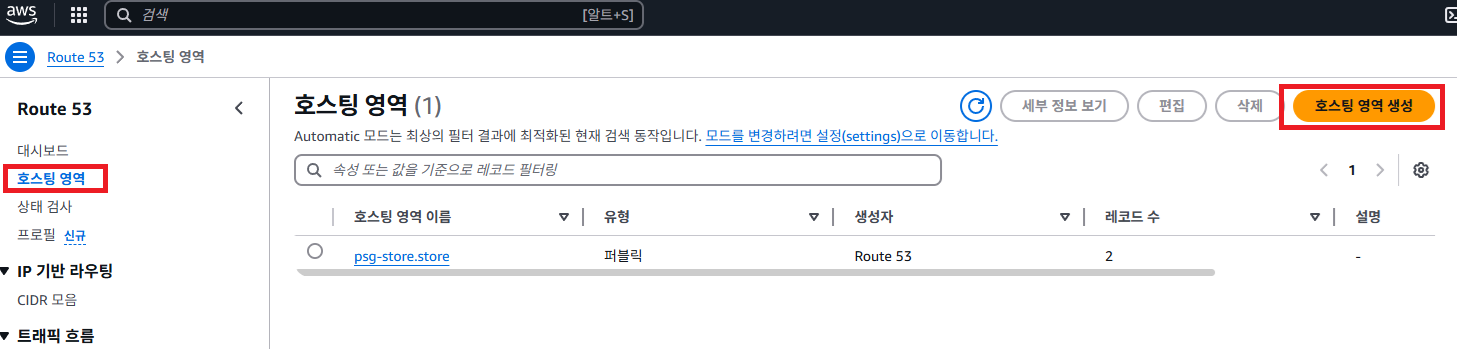 aws 검색 [알트+S]
Route 53 > 호스팅 영역
Route 53
대시보드
호스팅 영역
상태 검사
프로필 신규
IP 기반 라우팅
CIDR 모음
트래픽 흐름
호스팅 영역 (1)
세부 정보 보기 편집 삭제 호스팅 영역 생성
Automatic 모드는 최상의 필터 결과에 최적화된 현재 검색 동작입니다. 모드를 변경하려면 설정(settings)으로 이동합니다.
속성 또는 값을 기준으로 레코드 필터링
1
호스팅 영역 이름 유형 생성자 레코드 수 설명
psg-store.store 퍼블릭 Route 53 2 -